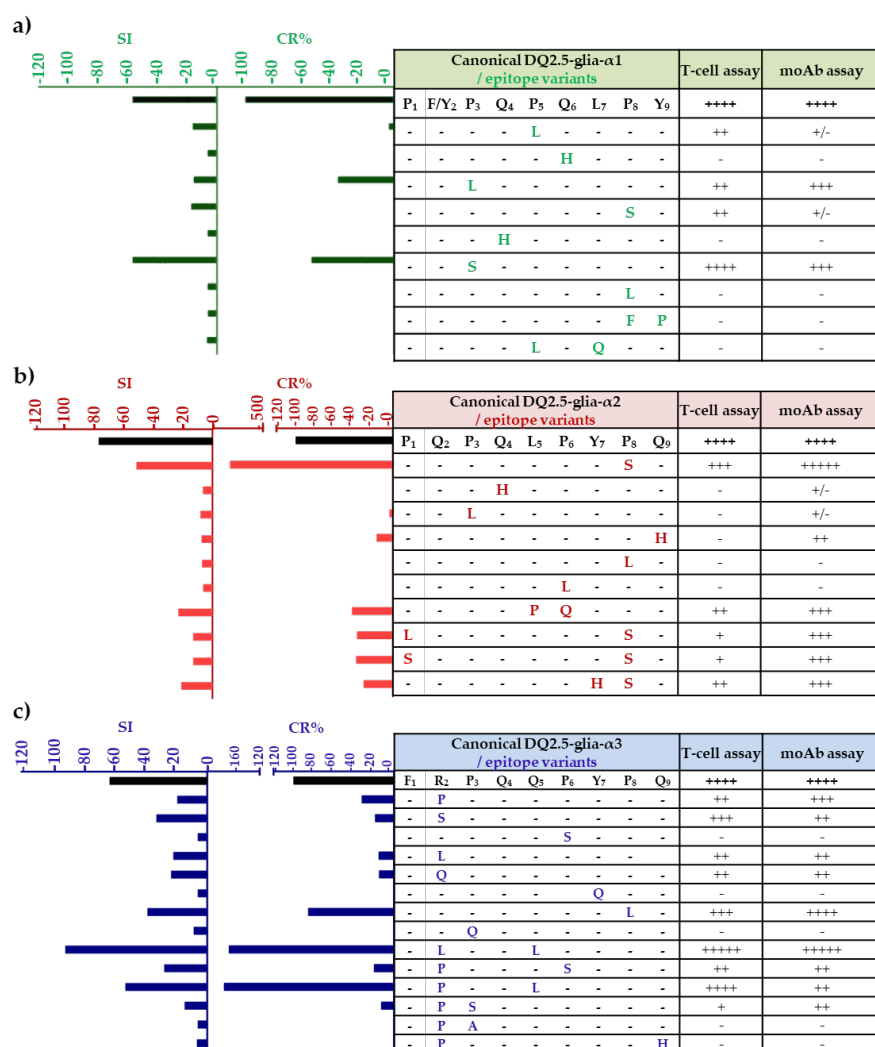 a)
SI CR%
-120 -100 -80 -60 -40 -20 -0 -100 -80 -60 -40 -20 -0
Canonical DQ2.5-glia-α1 T-cell assay moAb assay
/ epitope variants
P1 F/Y2 P3 Q4 P5 Q6 L7 P8 Y9 ++++ ++++
- - - - L - - - - ++ +/-
- - - - - H - - - - -
- - L - - - - - - ++ +++
- - - - - - - S - ++ +/-
- - - H - - - - - - -
- - S - - - - - - ++++ +++
- - - - - - - L - - -
- - - - - - - F P - -
- - - - L - Q - - - -
b)
SI CR%
120 -100 -80 -60 -40 -20 -0 500 -120 -100 -80 -60 -40 -20 -0
Canonical DQ2.5-glia-α2 T-cell assay moAb assay
/ epitope variants
P1 Q2 P3 Q4 L5 P6 Y7 P8 Q9 ++++ ++++
- - - - - - - S - +++ +++++
- - - H - - - - - - +/-
- - L - - - - - - - +/-
- - - - - - - - H - ++
- - - - - - - L - - -
- - - - - L - - - - -
- - - - P Q - - - ++ +++
L - - - - - - S - + +++
S - - - - - - S - + +++
- - - - - - H S - ++ +++
c)
SI CR%
-120 -100 -80 -60 -40 -20 -0 -160 -120 -100 -80 -60 -40 -20 -0
Canonical DQ2.5-glia-α3 T-cell assay moAb assay
/ epitope variants
F1 R2 P3 Q4 Q5 P6 Y7 P8 Q9 ++++ ++++
- P - - - - - - - ++ +++
- S - - - - - - - +++ ++
- - - - - S - - - - -
- L - - - - - - - ++ ++
- Q - - - - - - - ++ ++
- - - - - - Q - - - -
- - - - - - - L - +++ ++++
- - Q - - - - - - - -
- L - - L - - - - +++++ +++++
- P - - - S - - - ++ ++
- P - - L - - - - ++++ +++++
- P S - - - - - - + ++
- P A - - - - - - - -
- P - - - - - - H - -